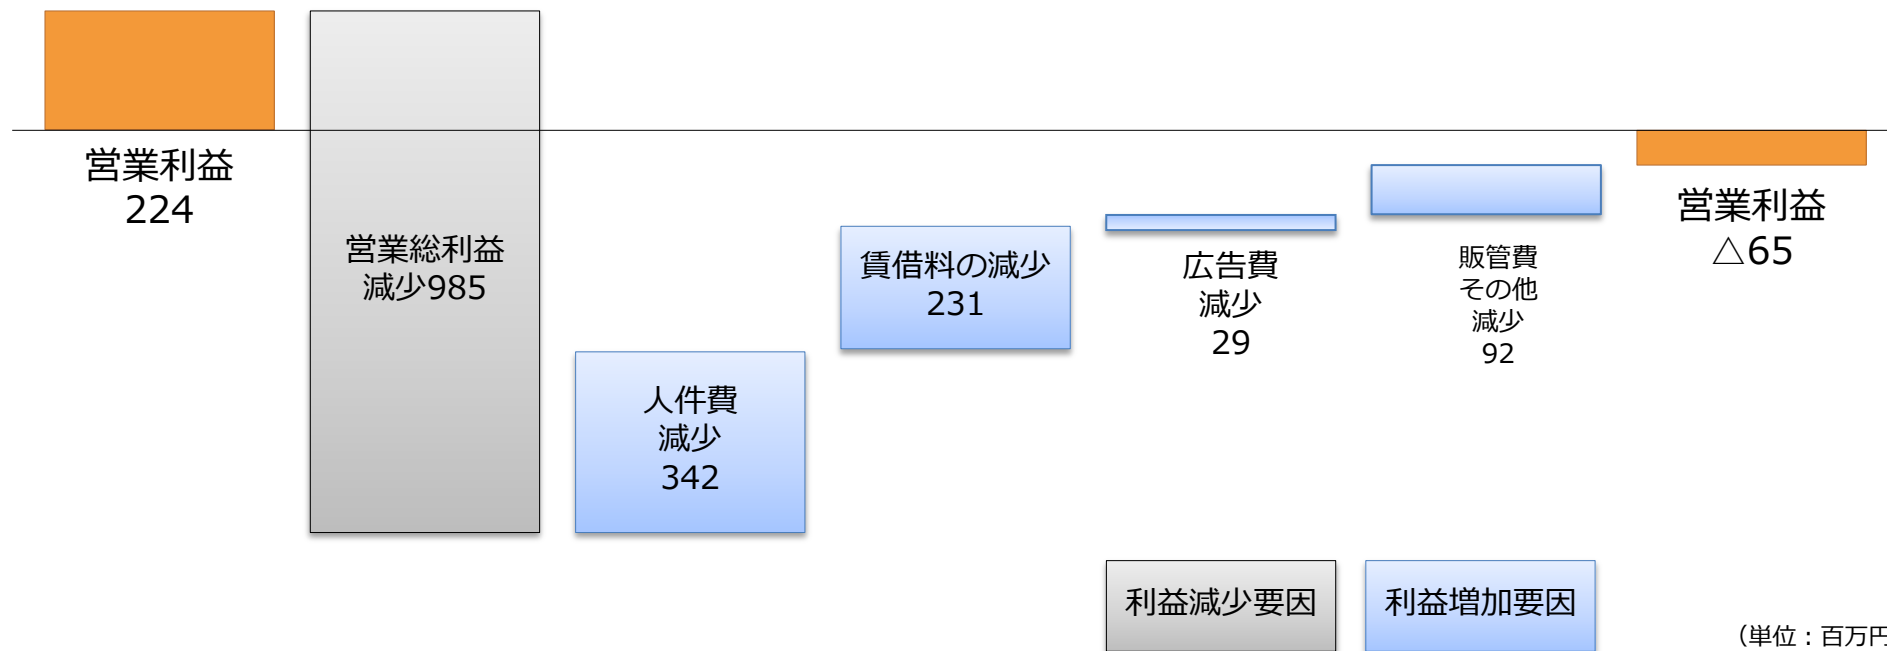 営業利益
224
営業総利益
減少985
人件費
減少
342
賃借料の減少
231
広告費
減少
29
販管費
その他
減少
92
営業利益
△65
利益減少要因
利益増加要因
（単位：百万円